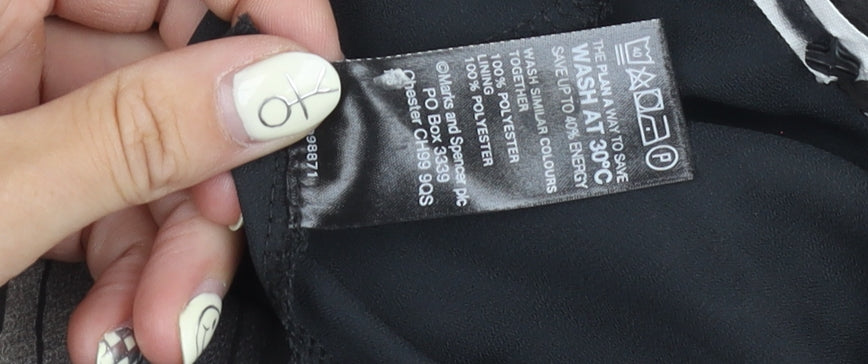 40 P
THE PLAN A WAY TO SAVE
WASH AT 30°C
SAVE UP TO 40% ENERGY
WASH SIMILAR COLOURS
TOGETHER
100% POLYESTER
LINING
100% POLYESTER
©Marks and Spencer plc
PO Box 3339
Chester CH99 9QS
98871